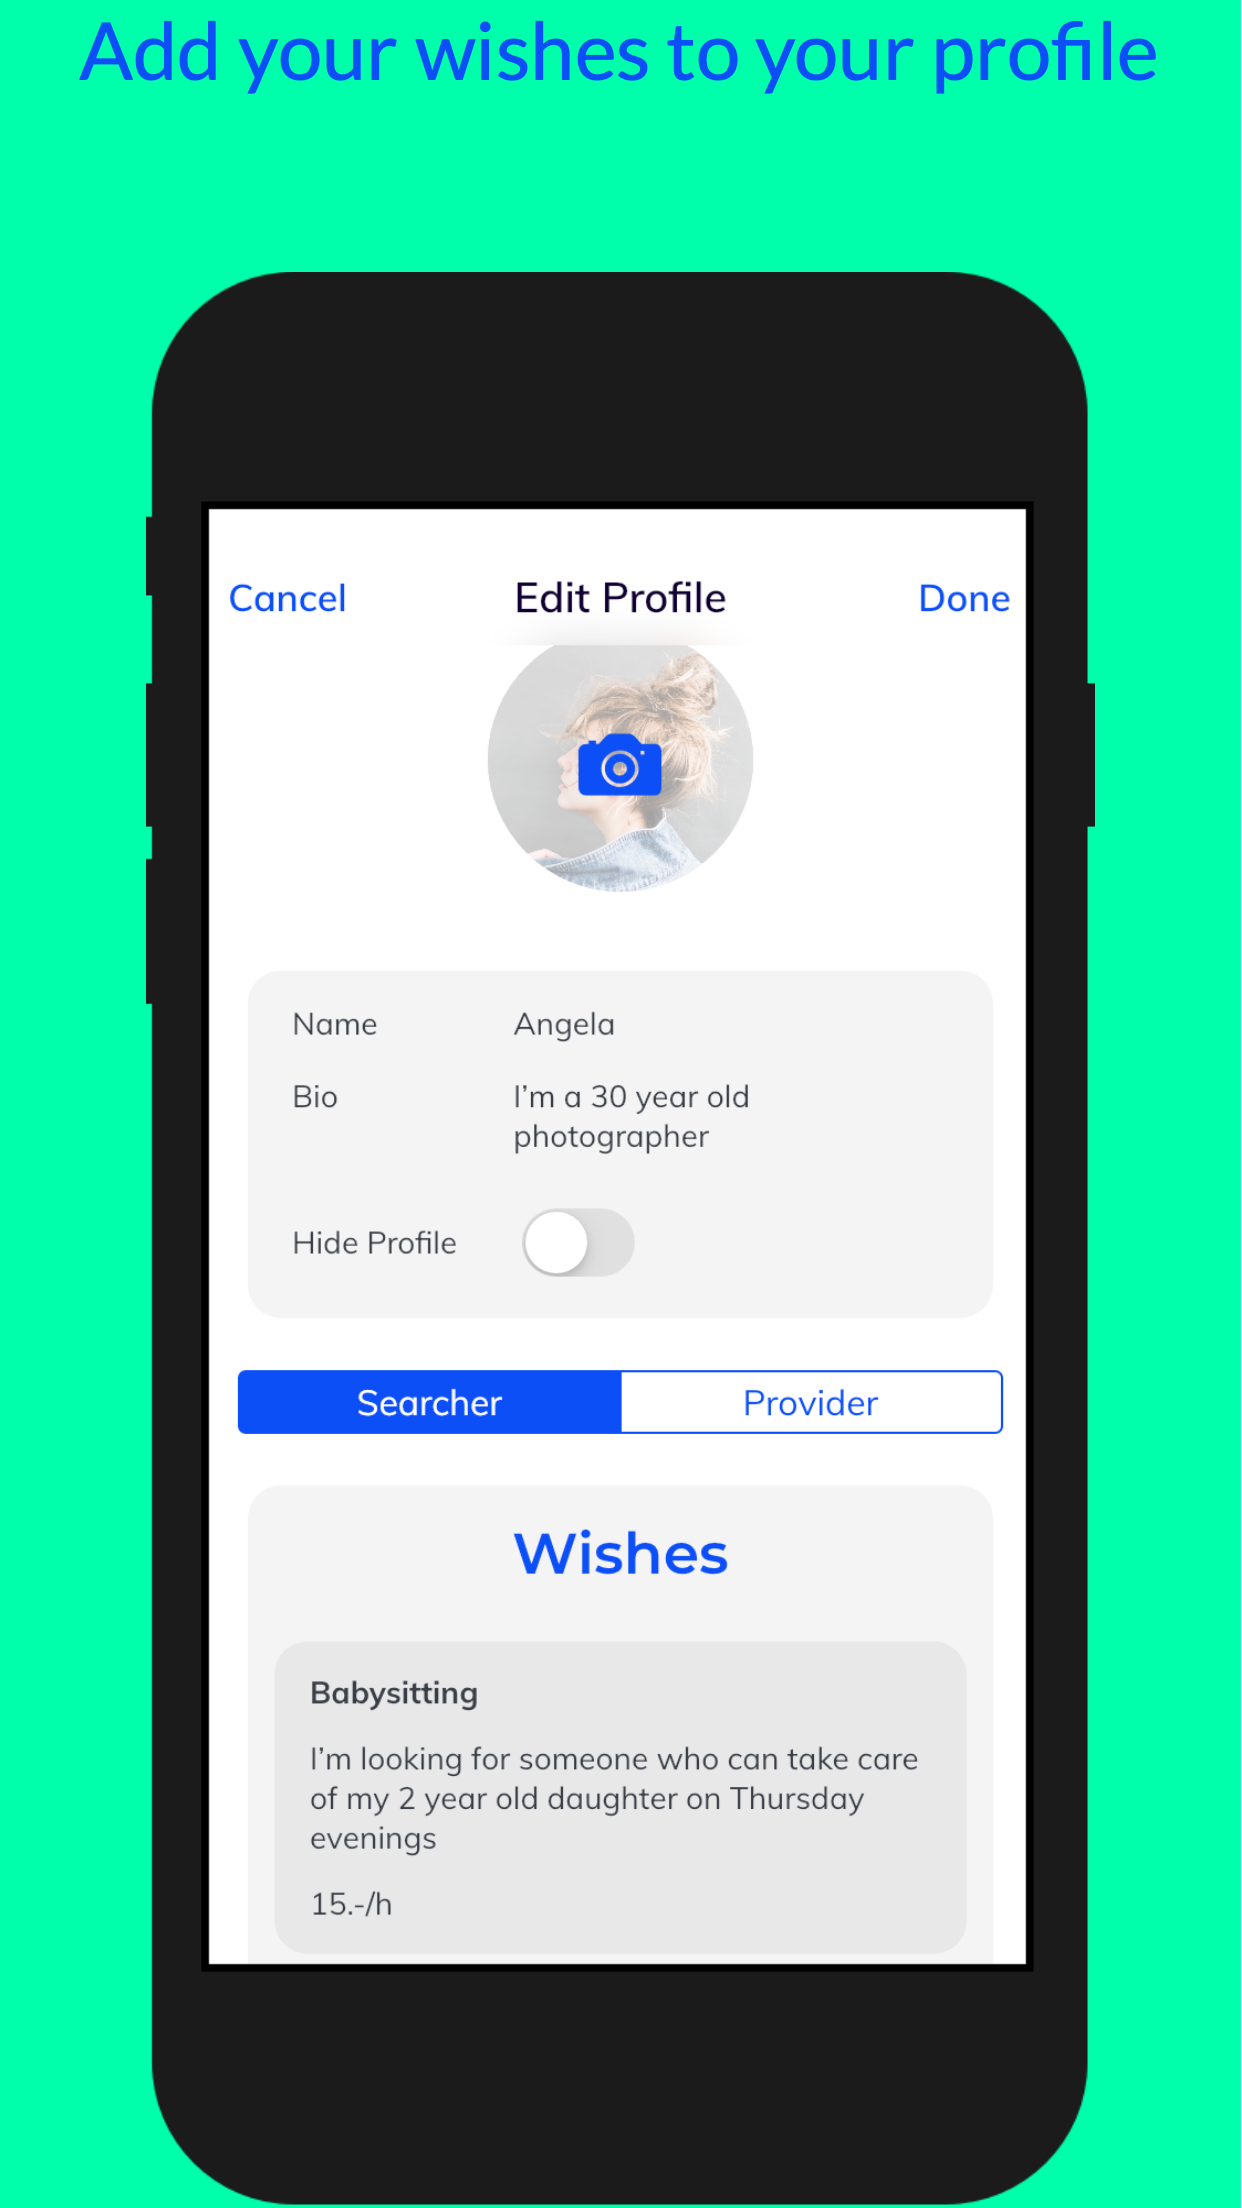 Add your wishes to your profile
Cancel Edit Profile Done
Name Angela
Bio I’m a 30 year old
photographer
Hide Profile
Searcher Provider
Wishes
Babysitting
I’m looking for someone who can take care
of my 2 year old daughter on Thursday
evenings
15.-/h